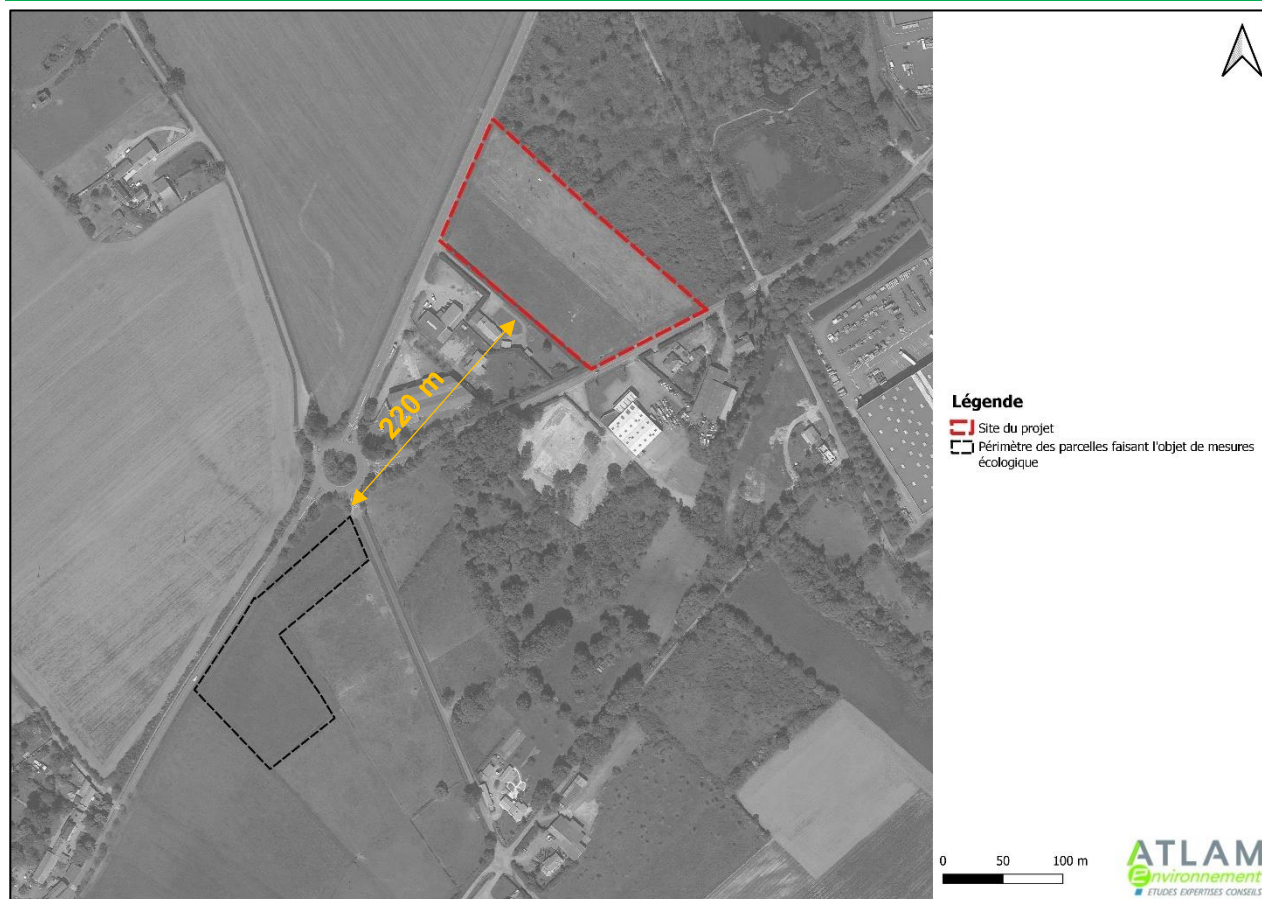 220 m
Légende
Site du projet
Périmètre des parcelles faisant l'objet de mesures
écologique
0 50 100 m
ATLAM
Environnement
ETUDES EXPERTISES CONSEILS